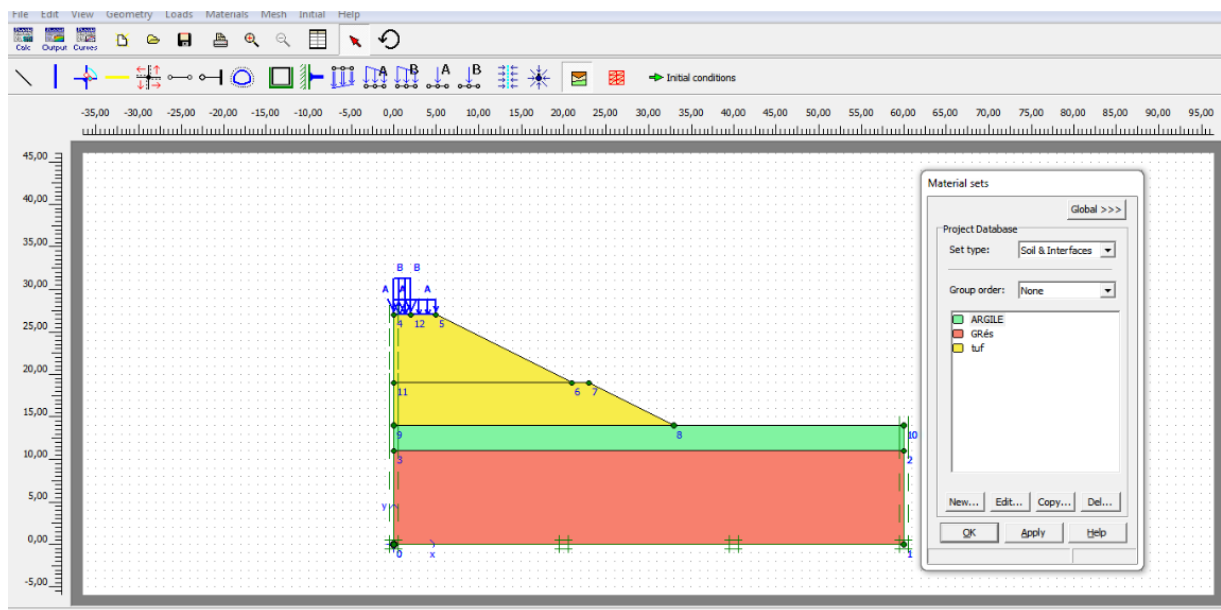 File Edit View Geometry Loads Materials Mesh Initial Help
Calc Output Curves
A B A B Initial conditions
-35,00 -30,00 -25,00 -20,00 -15,00 -10,00 -5,00 0,00 5,00 10,00 15,00 20,00 25,00 30,00 35,00 40,00 45,00 50,00 55,00 60,00 65,00 70,00 75,00 80,00 85,00 90,00 95,00
45,00
40,00
35,00
30,00
25,00
20,00
15,00
10,00
5,00
0,00
-5,00
B B
A A A
4 12 5
11 6 7
9 8 10
3 2
y
0 x 1
Material sets
Global >>>
Project Database
Set type: Soil & Interfaces
Group order: None
ARGILE
GRés
tuf
New... Edit... Copy... Del...
OK Apply Help